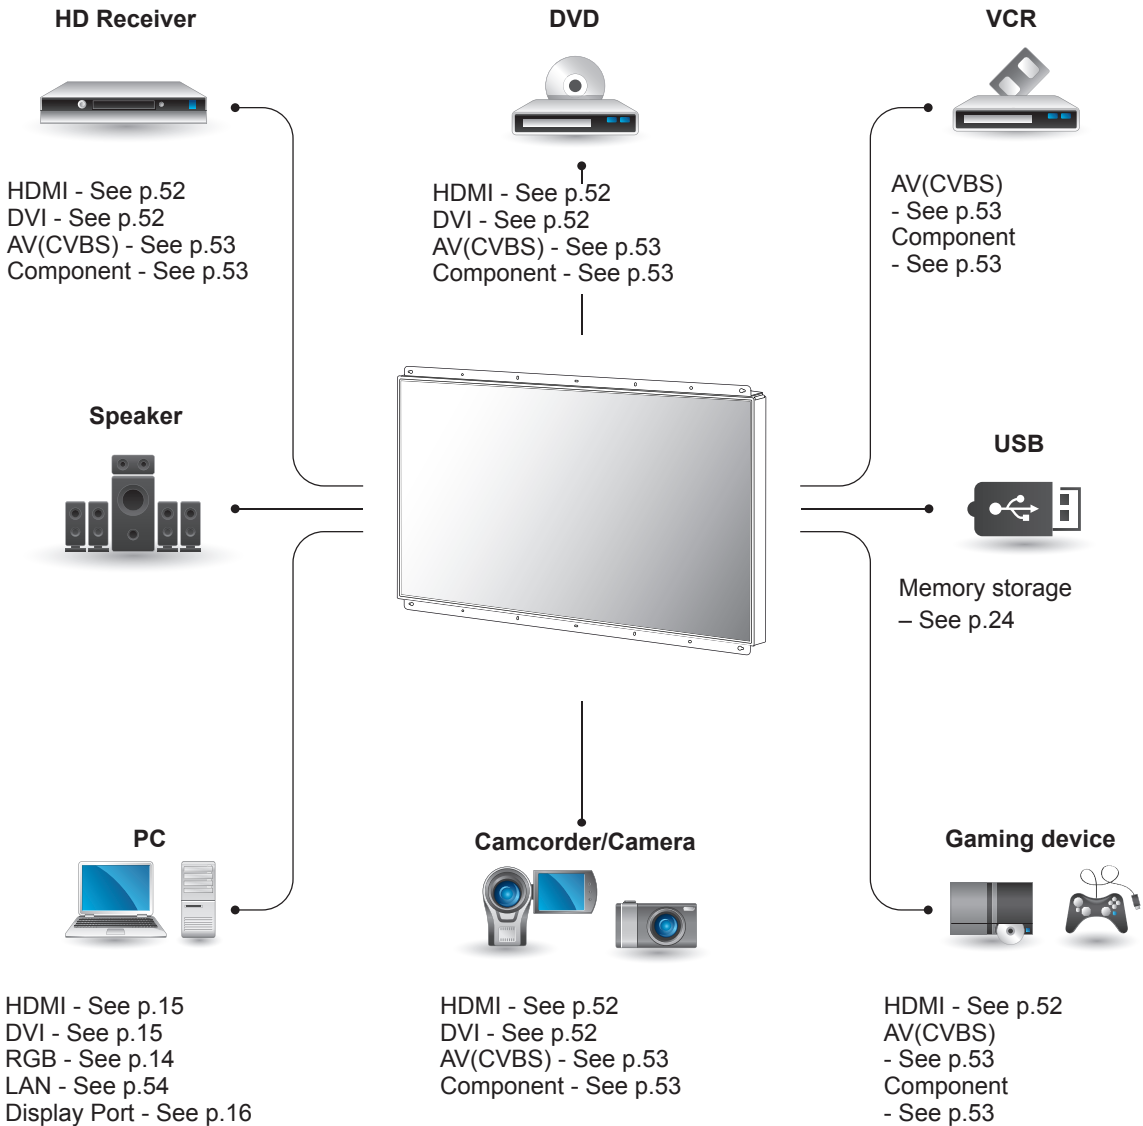 HD Receiver
HDMI - See p.52
DVI - See p.52
AV(CVBS) - See p.53
Component - See p.53
DVD
HDMI - See p.52
DVI - See p.52
AV(CVBS) - See p.53
Component - See p.53
VCR
AV(CVBS)
- See p.53
Component
- See p.53
Speaker
USB
Memory storage
– See p.24
PC
HDMI - See p.15
DVI - See p.15
RGB - See p.14
LAN - See p.54
Display Port - See p.16
Camcorder/Camera
HDMI - See p.52
DVI - See p.52
AV(CVBS) - See p.53
Component - See p.53
Gaming device
HDMI - See p.52
AV(CVBS)
- See p.53
Component
- See p.53